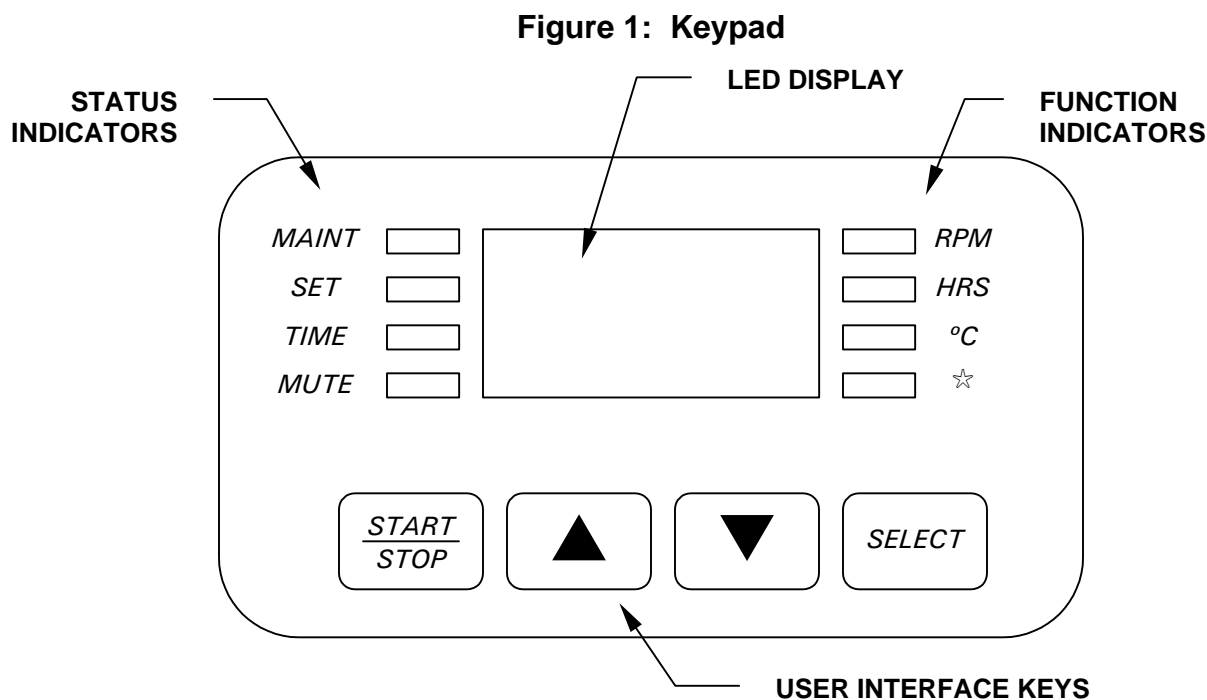 Figure 1: Keypad
LED DISPLAY
STATUS
INDICATORS
FUNCTION
INDICATORS
MAINT
RPM
SET
HRS
TIME
ºC
MUTE
☆
START
STOP
SELECT
USER INTERFACE KEYS